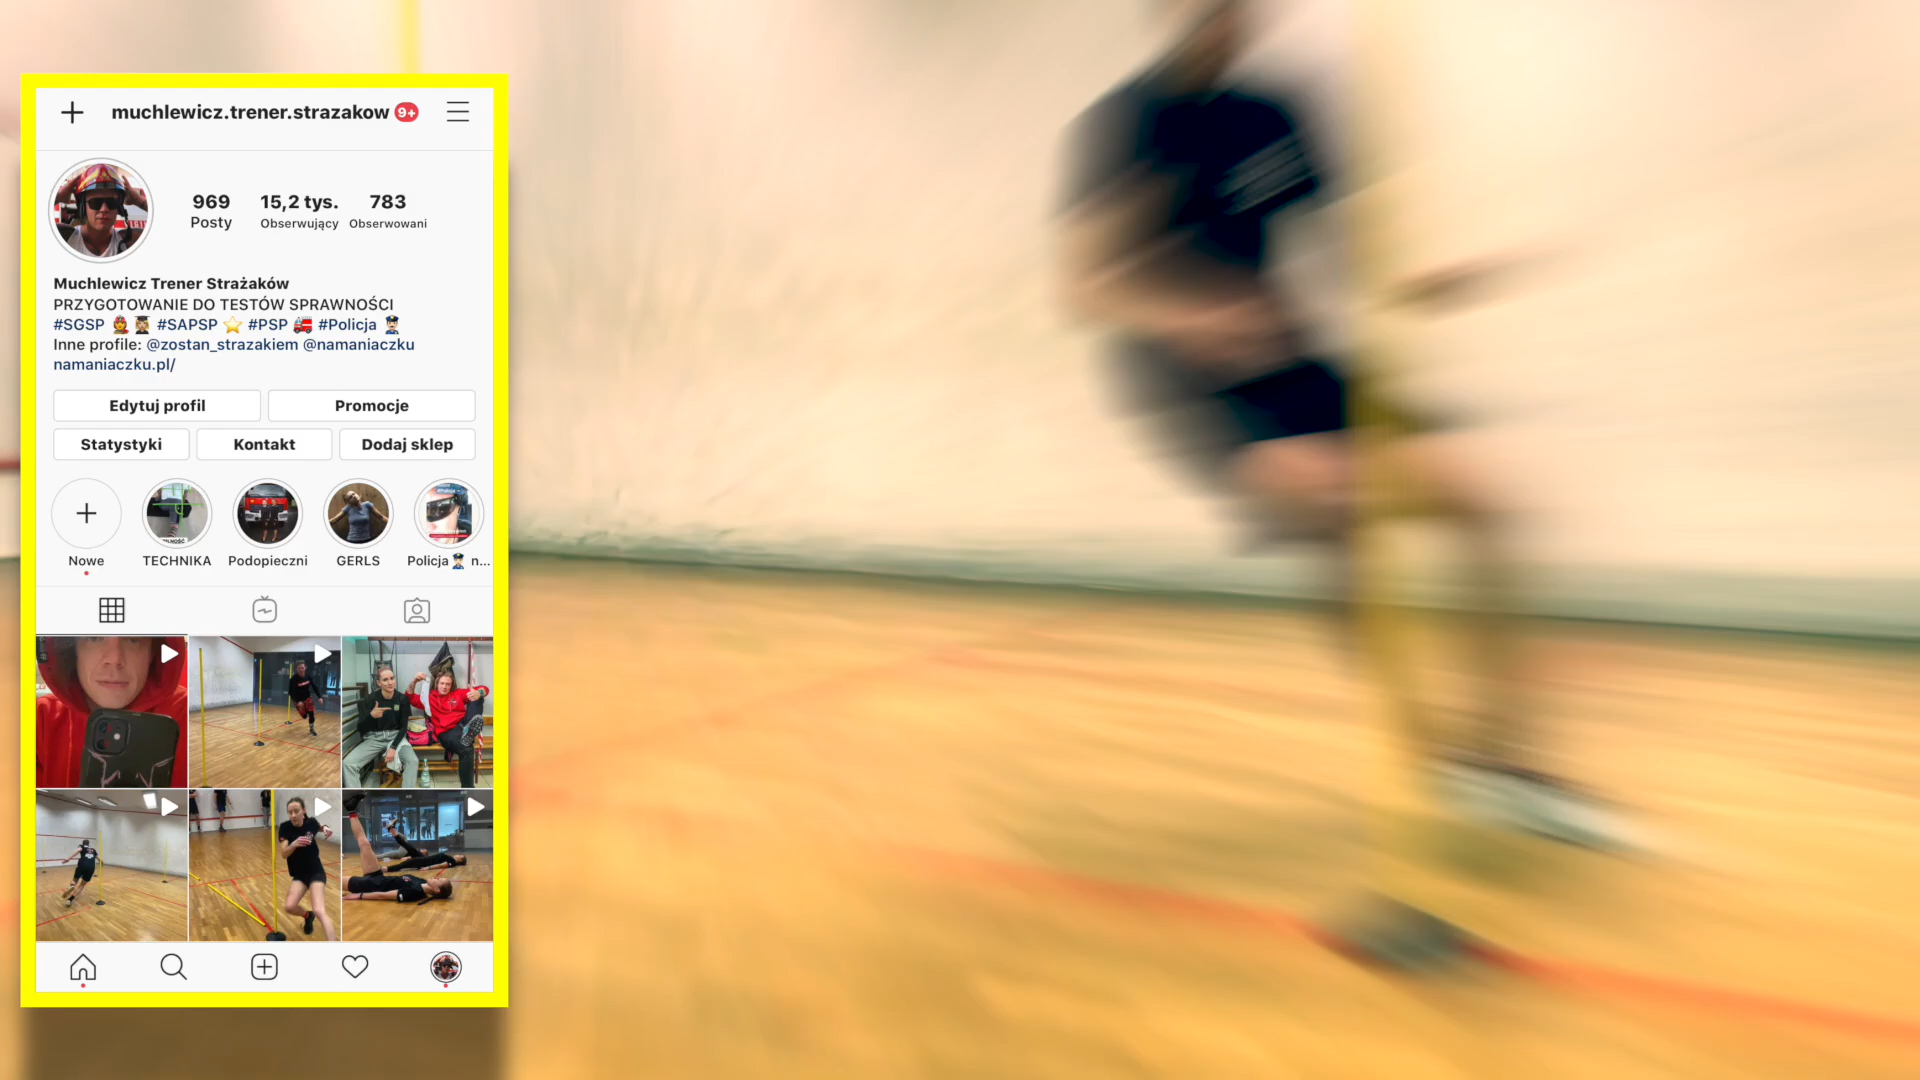 muchlewicz.trener.strazakow 9+
969 15,2 tys. 783
Posty Obserwujący Obserwowani
Muchlewicz Trener Strażaków
PRZYGOTOWANIE DO TESTÓW SPRAWNOŚCI
#SGSP 👩‍🚒 👩🏼‍🎓 #SAPSP ⭐ #PSP 🚒 #Policja 👮🏻‍♂️
Inne profile: @zostan_strazakiem @namaniaczku
namaniaczku.pl/
Edytuj profil Promocje
Statystyki Kontakt Dodaj sklep
Nowe TECHNIKA Podopieczni GERLS Policja👮🏻‍♂️ n...